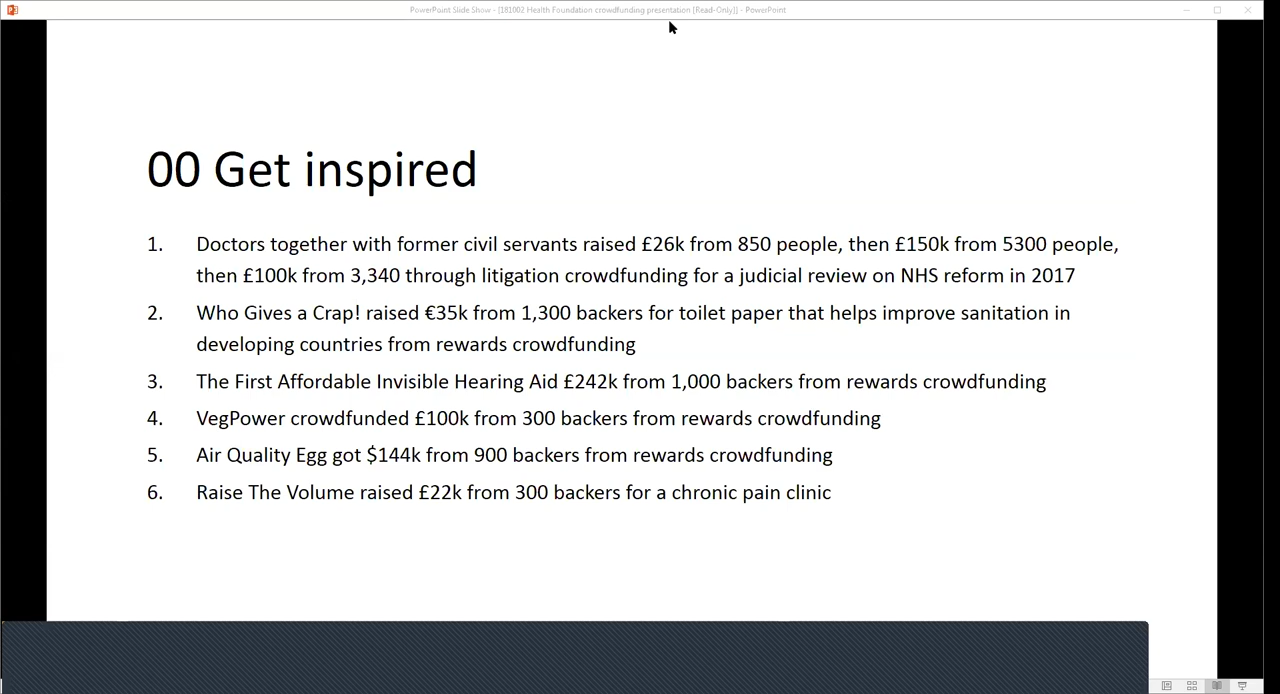 PowerPoint Slide Show - [181002 Health Foundation crowdfunding presentation [Read-Only]] - PowerPoint
00 Get inspired
1. Doctors together with former civil servants raised £26k from 850 people, then £150k from 5300 people,
then £100k from 3,340 through litigation crowdfunding for a judicial review on NHS reform in 2017
2. Who Gives a Crap! raised €35k from 1,300 backers for toilet paper that helps improve sanitation in
developing countries from rewards crowdfunding
3. The First Affordable Invisible Hearing Aid £242k from 1,000 backers from rewards crowdfunding
4. VegPower crowdfunded £100k from 300 backers from rewards crowdfunding
5. Air Quality Egg got $144k from 900 backers from rewards crowdfunding
6. Raise The Volume raised £22k from 300 backers for a chronic pain clinic